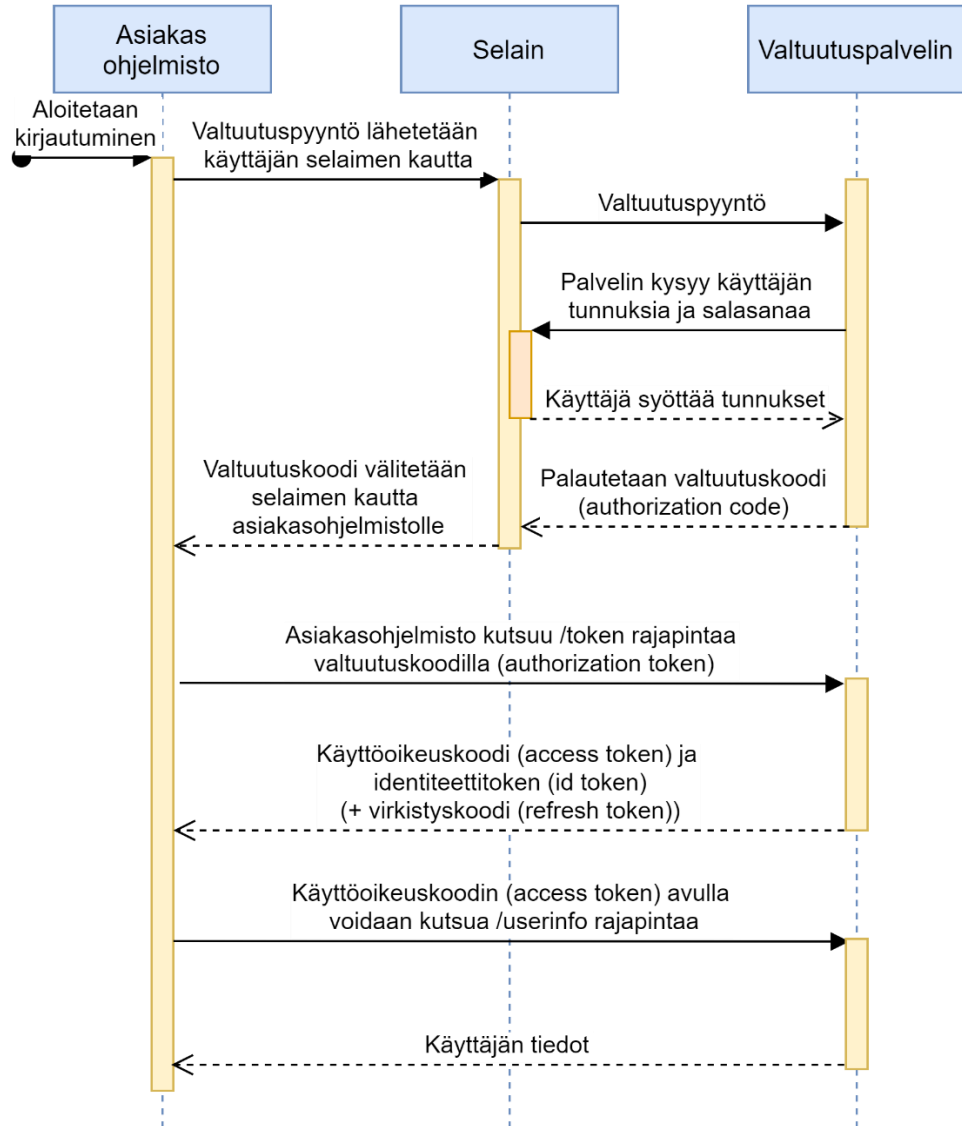 Asiakas
ohjelmisto
Selain
Valtuutuspalvelin
Aloitetaan
kirjautuminen
Valtuutuspyyntö lähetetään
käyttäjän selaimen kautta
Valtuutuspyyntö
Palvelin kysyy käyttäjän
tunnuksia ja salasanaa
Käyttäjä syöttää tunnukset
Valtuutuskoodi välitetään
selaimen kautta
asiakasohjelmistolle
Palautetaan valtuutuskoodi
(authorization code)
Asiakasohjelmisto kutsuu /token rajapintaa
valtuutuskoodilla (authorization token)
Käyttöoikeuskoodi (access token) ja
identiteettitoken (id token)
(+ virkistyskoodi (refresh token))
Käyttöoikeuskoodin (access token) avulla
voidaan kutsua /userinfo rajapintaa
Käyttäjän tiedot